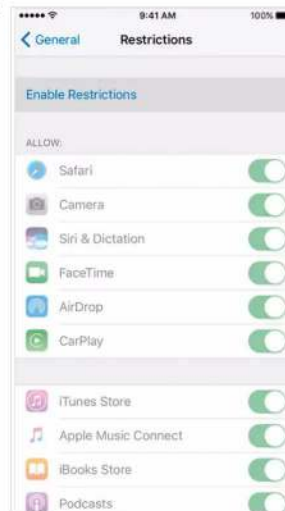 9:41 AM 100%
General Restrictions
Enable Restrictions
ALLOW:
Safari
Camera
Siri & Dictation
FaceTime
AirDrop
CarPlay
iTunes Store
Apple Music Connect
iBooks Store
Podcasts